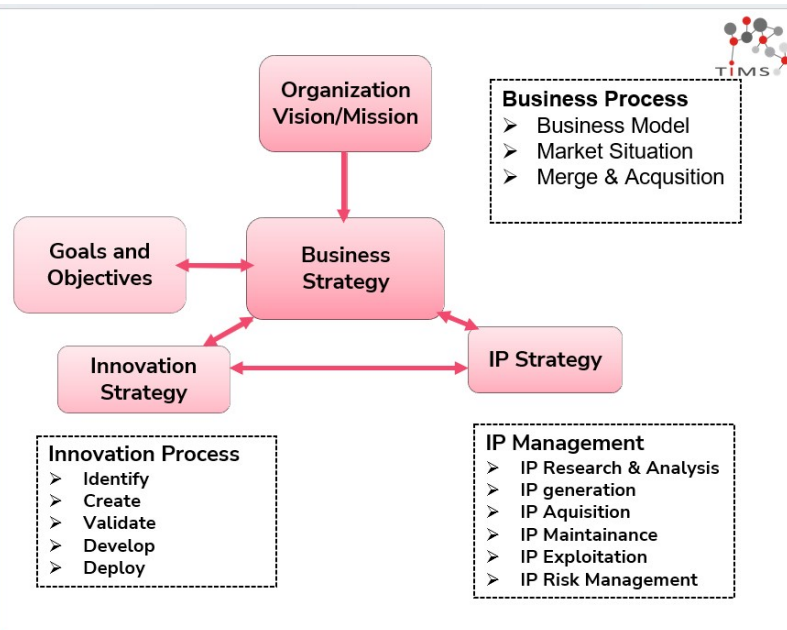 TiMS
Organization
Vision/Mission
Business Process
➢ Business Model
➢ Market Situation
➢ Merge & Acqusition
Goals and
Objectives
Business
Strategy
Innovation
Strategy
IP Strategy
Innovation Process
➢ Identify
➢ Create
➢ Validate
➢ Develop
➢ Deploy
IP Management
➢ IP Research & Analysis
➢ IP generation
➢ IP Aquisition
➢ IP Maintainance
➢ IP Exploitation
➢ IP Risk Management